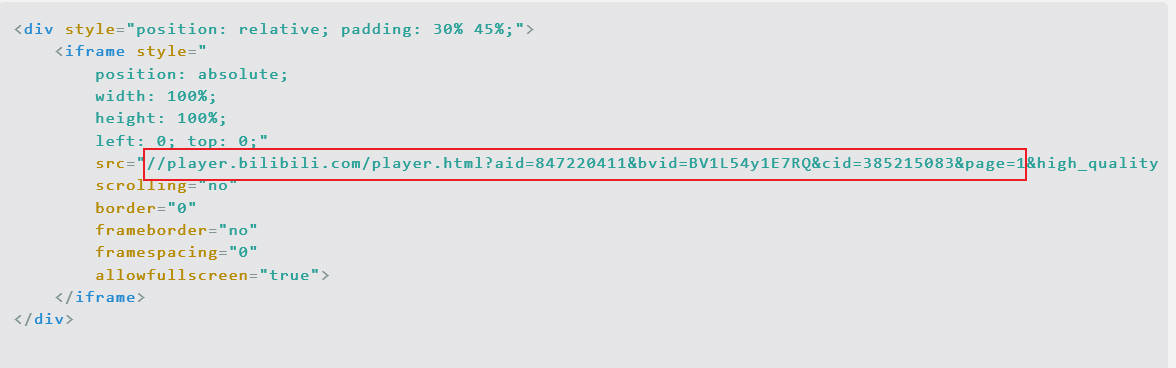 <div style="position: relative; padding: 30% 45%;">
<iframe style="
position: absolute;
width: 100%;
height: 100%;
left: 0; top: 0;"
src="//player.bilibili.com/player.html?aid=847220411&bvid=BV1L54y1E7RQ&cid=385215083&page=1&high_quality
scrolling="no"
border="0"
frameborder="no"
framespacing="0"
allowfullscreen="true">
</iframe>
</div>